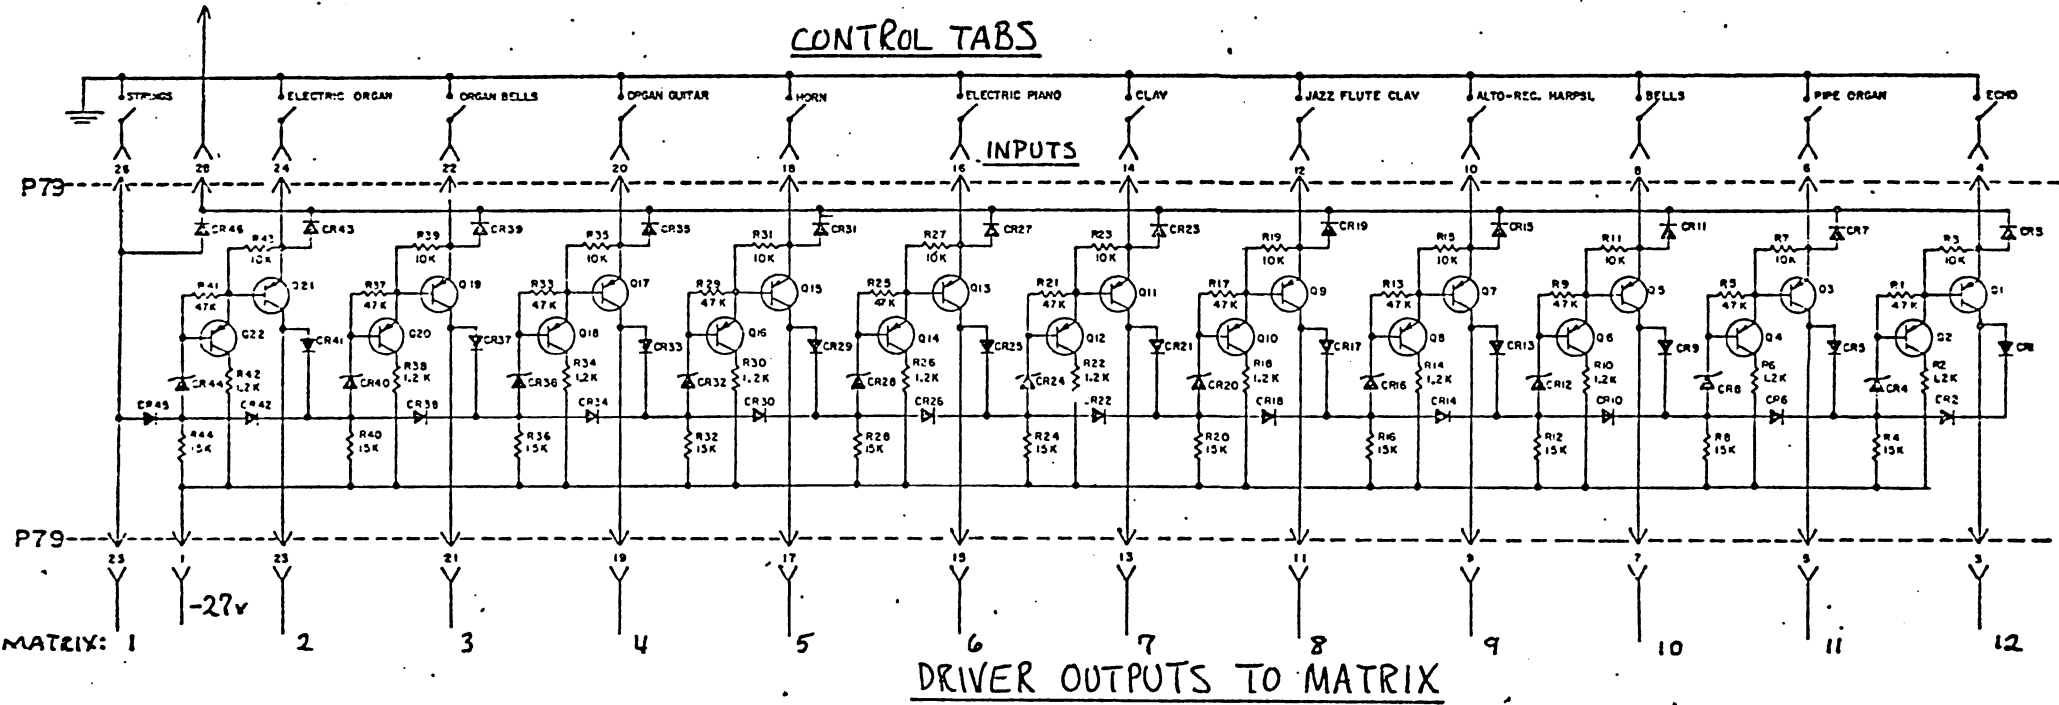 CONTROL TABS
STRINGS ELECTRIC ORGAN ORGAN BELLS ORGAN GUITAR HORN ELECTRIC PIANO CLAV JAZZ FLUTE CLAV ALTO-REC. HARPSI. BELLS PIPE ORGAN ECHO
INPUTS
26 28 24 22 20 18 16 14 12 10 8 6 4
P79
CR46 CR43 R39 CR39 R35 CR35 R31 CR31 R27 CR27 R23 CR23 R19 CR19 R15 CR15 R11 CR11 R7 CR7 R3 CR3
10K 10K 10K 10K 10K 10K 10K 10K 10K 10K 10K
R41 Q21 R37 Q19 R33 Q17 R29 Q15 R25 Q13 R21 Q11 R17 Q9 R13 Q7 R9 Q5 R5 Q3 R1 Q1
47K 47K 47K 47K 47K 47K 47K 47K 47K 47K 47K
Q22 CR41 Q20 CR37 Q18 CR33 Q16 CR29 Q14 CR25 Q12 CR21 Q10 CR17 Q8 CR13 Q6 CR9 Q4 CR5 Q2 CR1
CR44 R42 CR40 R38 CR36 R34 CR32 R30 CR28 R26 CR24 R22 CR20 R18 CR16 R14 CR12 R10 CR8 R6 CR4 R2
1.2K 1.2K 1.2K 1.2K 1.2K 1.2K 1.2K 1.2K 1.2K 1.2K 1.2K
CR45 CR42 CR38 CR34 CR30 CR26 CR22 CR18 CR14 CR10 CR6 CR2
R44 R40 R36 R32 R28 R24 R20 R16 R12 R8 R4
15K 15K 15K 15K 15K 15K 15K 15K 15K 15K 15K
P79
25 1 23 21 19 17 15 13 11 9 7 5 3
-27v
MATRIX: 1 2 3 4 5 6 7 8 9 10 11 12
DRIVER OUTPUTS TO MATRIX